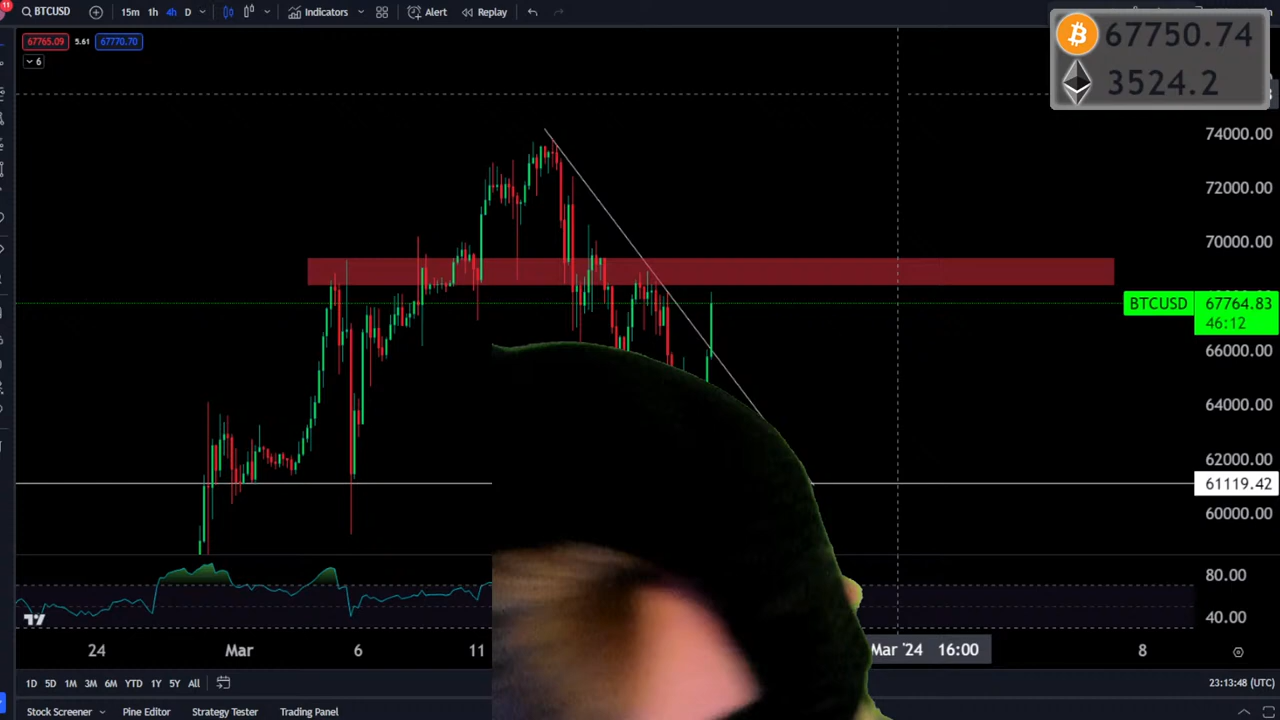 11
BTCUSD 15m 1h 4h D Indicators Alert Replay
67765.09 5.61 67770.70
6
67750.74
3524.2
74000.00
72000.00
70000.00
BTCUSD 67764.83
46:12
66000.00
64000.00
62000.00
61119.42
60000.00
80.00
40.00
24 Mar 6 11 Mar '24 16:00 8
1D 5D 1M 3M 6M YTD 1Y 5Y All 23:13:48 (UTC)
Stock Screener Pine Editor Strategy Tester Trading Panel